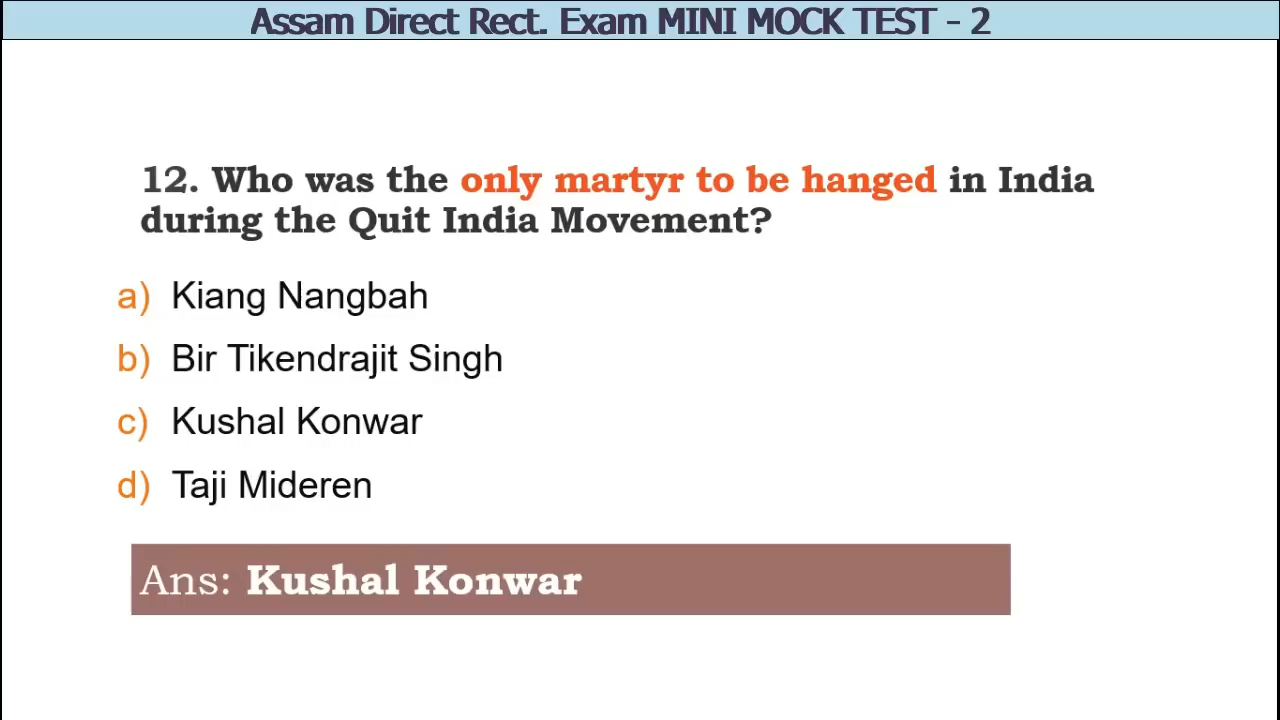 Assam Direct Rect. Exam MINI MOCK TEST - 2
12. Who was the only martyr to be hanged in India
during the Quit India Movement?
a) Kiang Nangbah
b) Bir Tikendrajit Singh
c) Kushal Konwar
d) Taji Mideren
Ans: Kushal Konwar